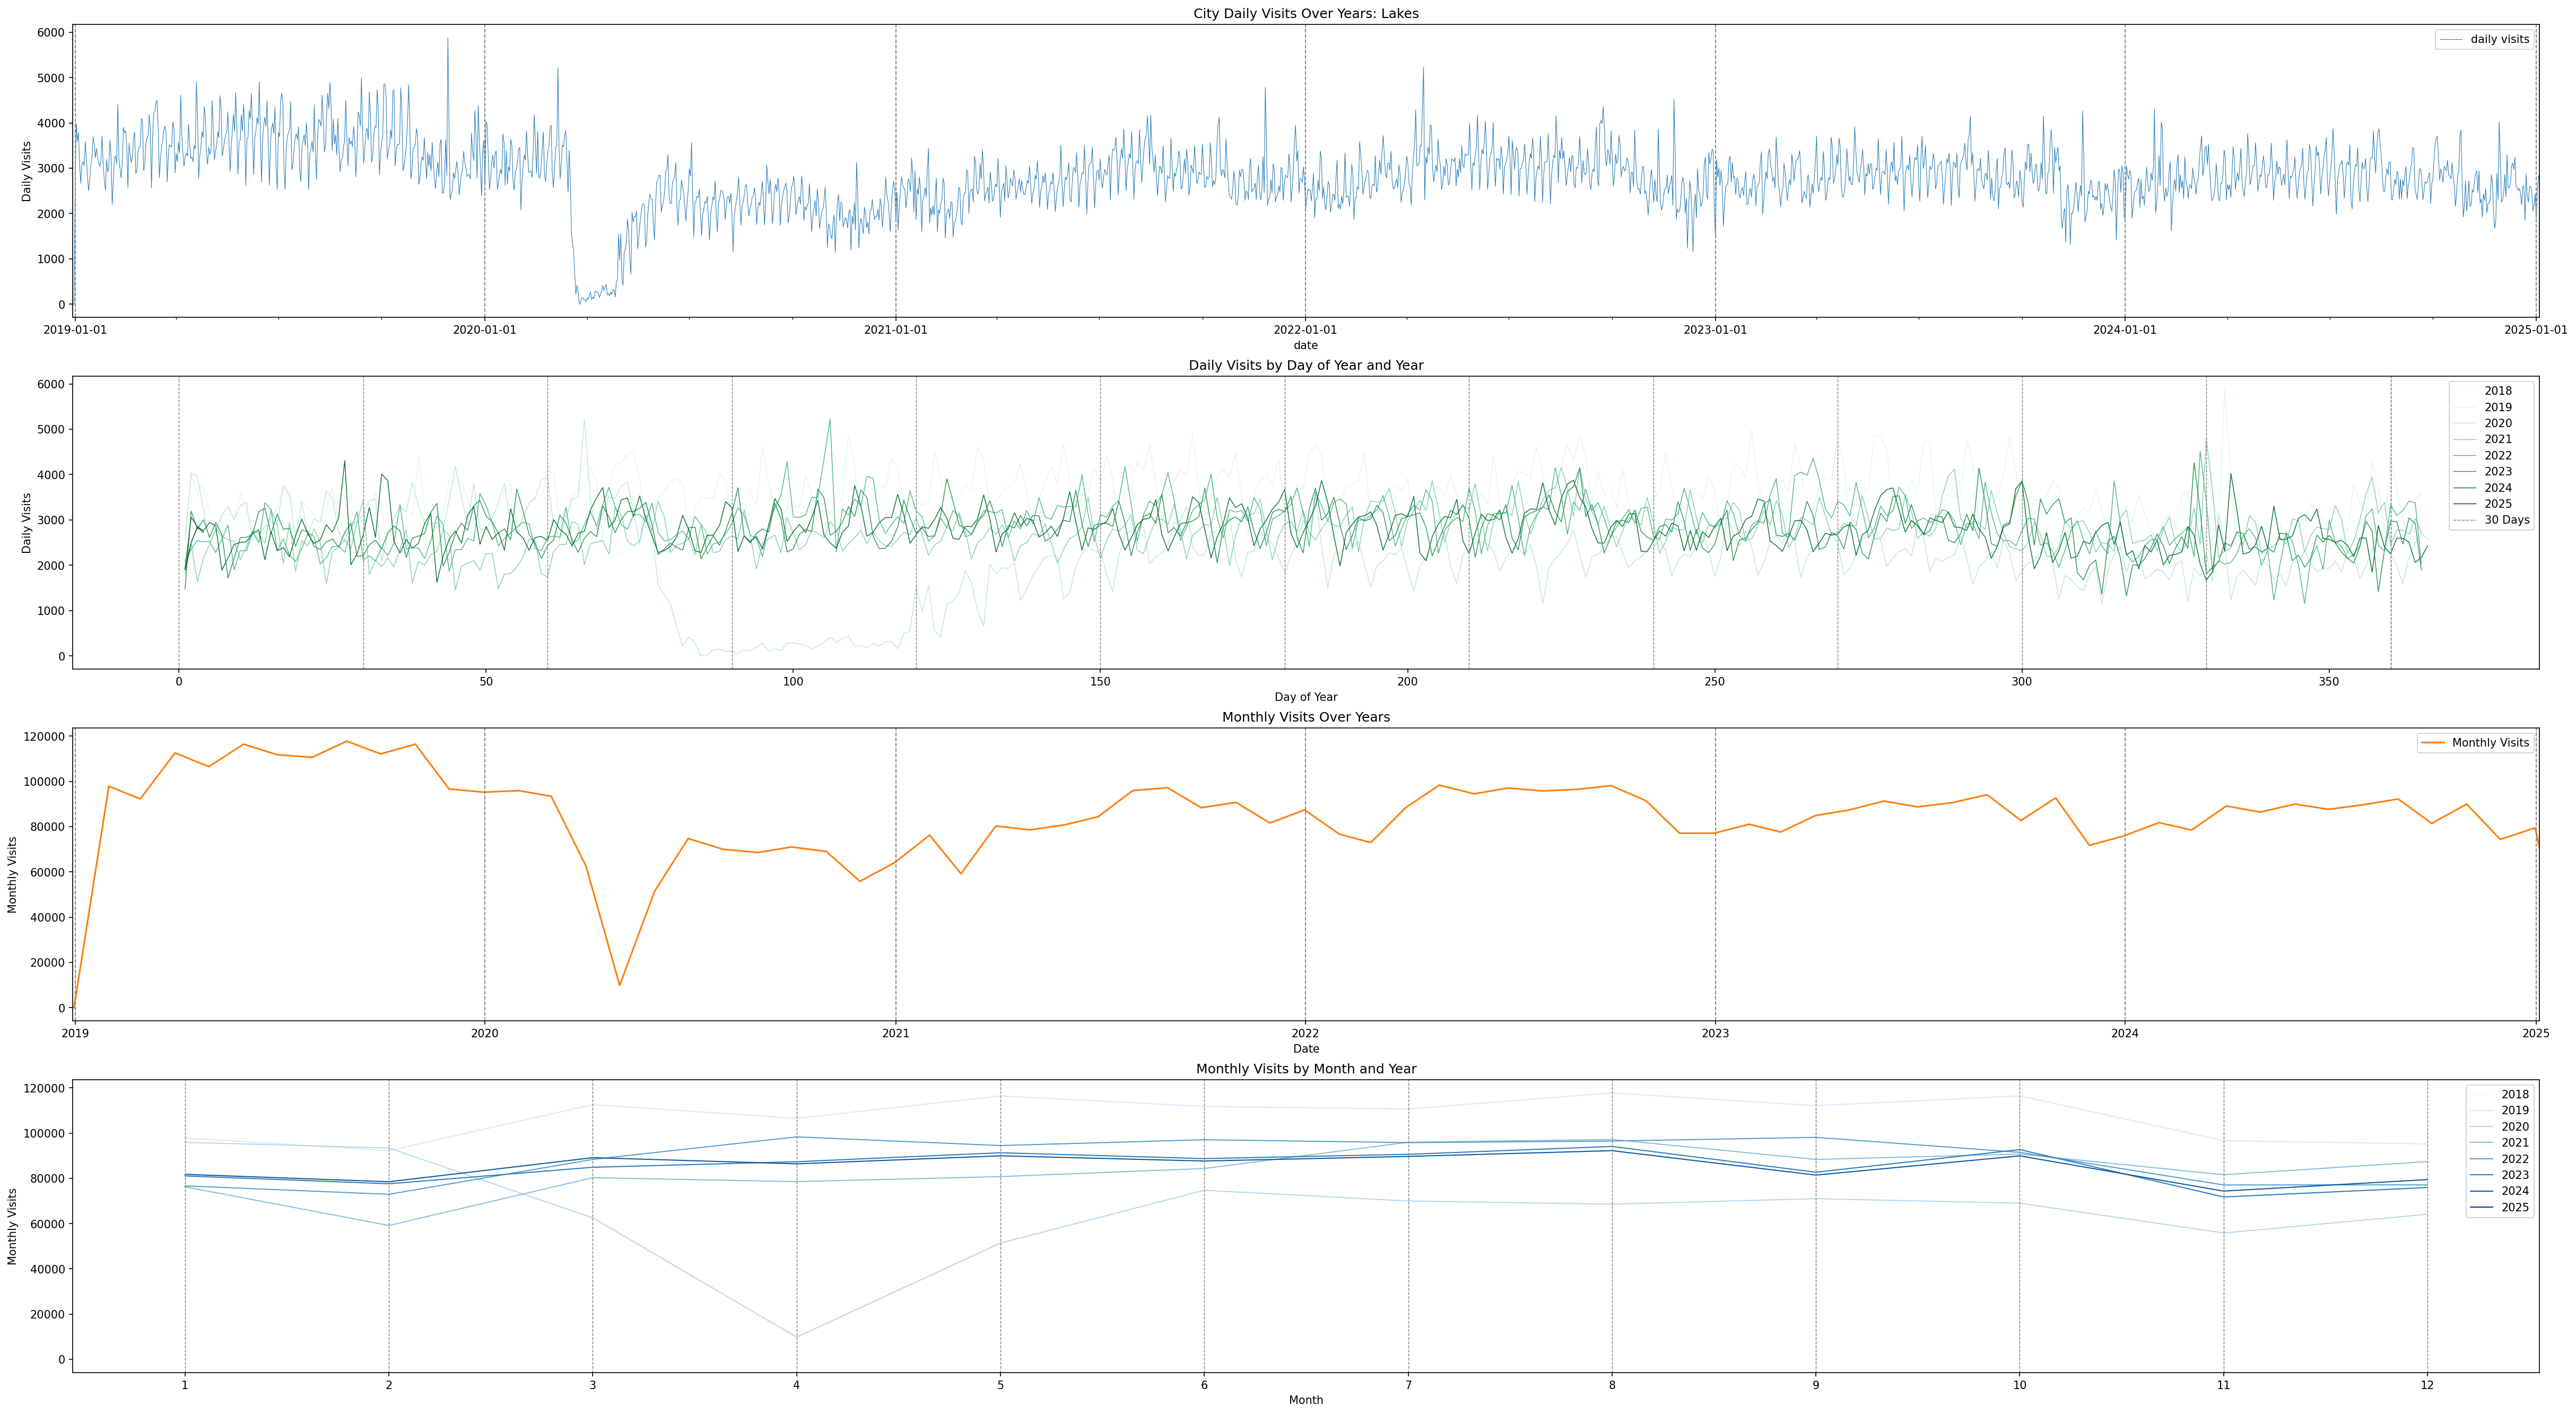 City Daily Visits Over Years: Lakes
6000
5000
4000
3000
2000
1000
0
Daily Visits
daily visits
2019-01-01 2020-01-01 2021-01-01 2022-01-01 2023-01-01 2024-01-01 2025-01-01
date
Daily Visits by Day of Year and Year
6000
5000
4000
3000
2000
1000
0
Daily Visits
2018
2019
2020
2021
2022
2023
2024
2025
30 Days
0 50 100 150 200 250 300 350
Day of Year
Monthly Visits Over Years
120000
100000
80000
60000
40000
20000
0
Monthly Visits
Monthly Visits
2019 2020 2021 2022 2023 2024 2025
Date
Monthly Visits by Month and Year
120000
100000
80000
60000
40000
20000
0
Monthly Visits
2018
2019
2020
2021
2022
2023
2024
2025
1 2 3 4 5 6 7 8 9 10 11 12
Month